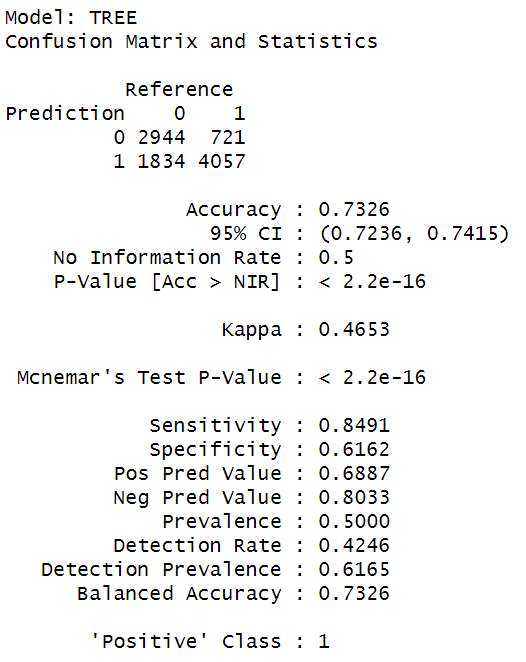 Model: TREE
Confusion Matrix and Statistics
Reference
Prediction 0 1
0 2944 721
1 1834 4057
Accuracy : 0.7326
95% CI : (0.7236, 0.7415)
No Information Rate : 0.5
P-Value [Acc > NIR] : < 2.2e-16
Kappa : 0.4653
Mcnemar's Test P-Value : < 2.2e-16
Sensitivity : 0.8491
Specificity : 0.6162
Pos Pred Value : 0.6887
Neg Pred Value : 0.8033
Prevalence : 0.5000
Detection Rate : 0.4246
Detection Prevalence : 0.6165
Balanced Accuracy : 0.7326
'Positive' Class : 1